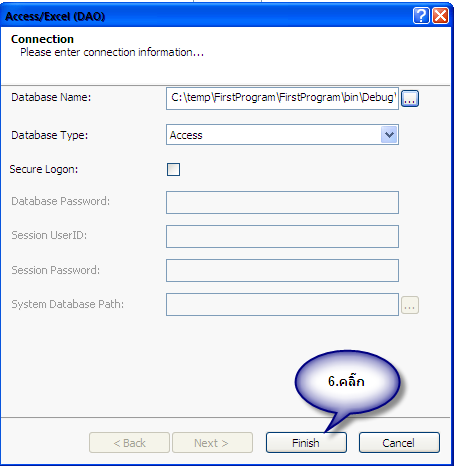 Access/Excel (DAO)
Connection
Please enter connection information...
Database Name:
C:\temp\FirstProgram\FirstProgram\bin\Debug\
...
Database Type:
Access
Secure Logon:
Database Password:
Session UserID:
Session Password:
System Database Path:
...
6.คลิ๊ก
< Back
Next >
Finish
Cancel